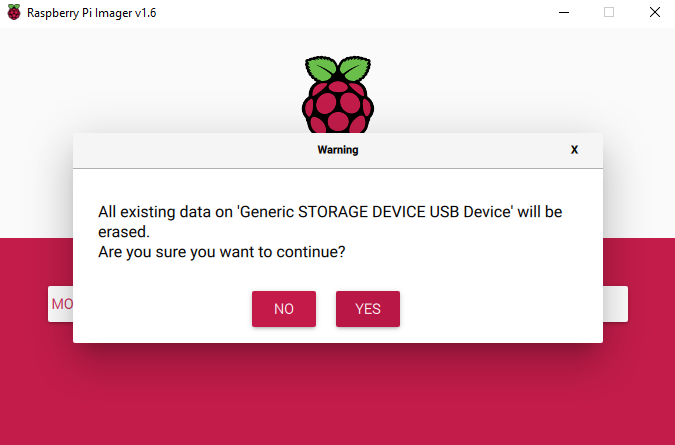 Raspberry Pi Imager v1.6
Warning X
All existing data on 'Generic STORAGE DEVICE USB Device' will be
erased.
Are you sure you want to continue?
MO
NO YES